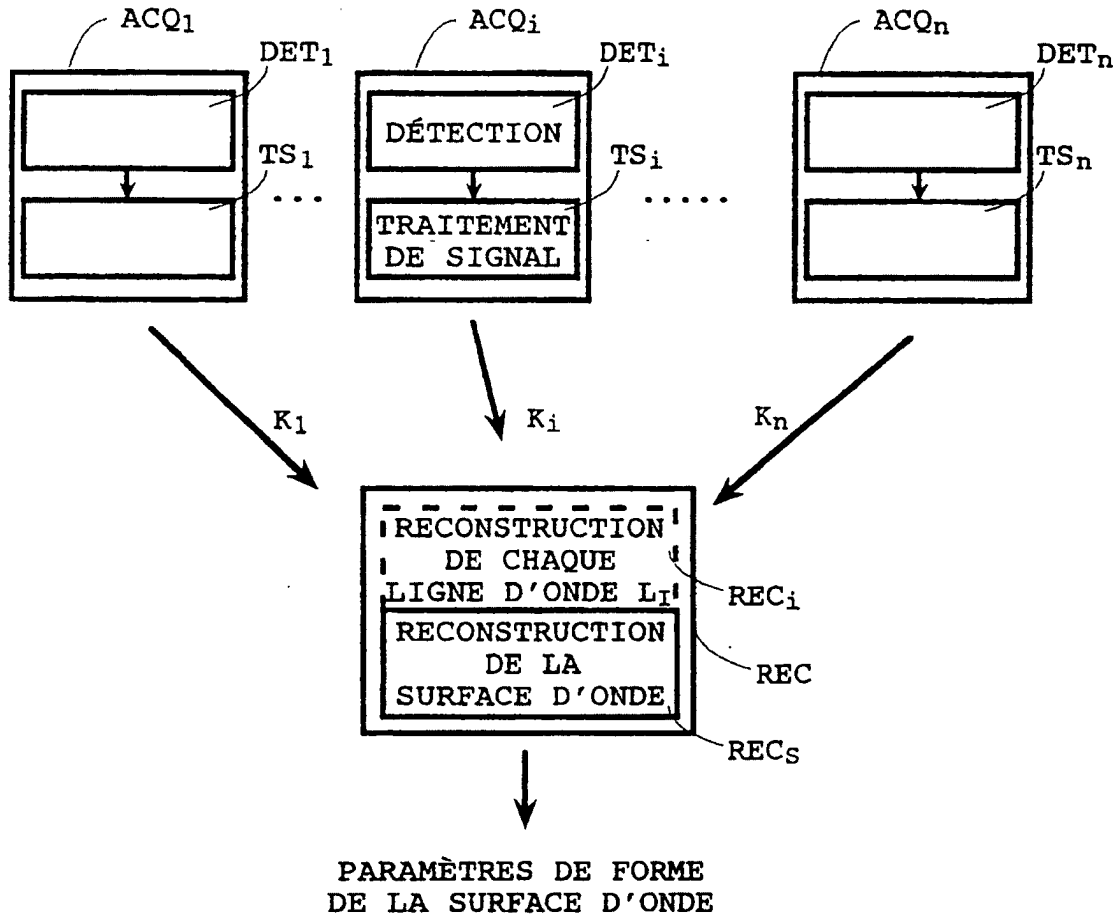 ACQ1
ACQi
ACQn
DET1
DETi
DETn
DÉTECTION
TS1
TSi
TSn
....
.....
TRAITEMENT
DE SIGNAL
K1
Ki
Kn
RECONSTRUCTION
DE CHAQUE
LIGNE D'ONDE LI
RECi
RECONSTRUCTION
DE LA
SURFACE D'ONDE
REC
RECS
PARAMÈTRES DE FORME
DE LA SURFACE D'ONDE